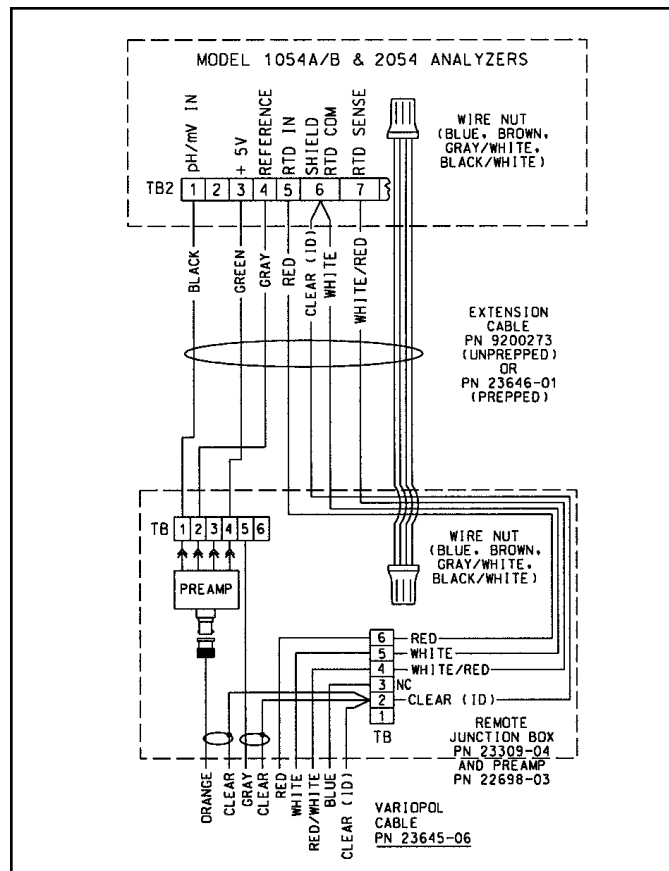 MODEL 1054A/B & 2054 ANALYZERS
pH/mV IN
+ 5V
REFERENCE
RTD IN
SHIELD
RTD COM
RTD SENSE
TB2 1 2 3 4 5 6 7
WIRE NUT
(BLUE, BROWN,
GRAY/WHITE,
BLACK/WHITE)
BLACK
GREEN
GRAY
RED
CLEAR (ID)
WHITE
WHITE/RED
EXTENSION
CABLE
PN 9200273
(UNPREPPED)
OR
PN 23646-01
(PREPPED)
TB 1 2 3 4 5 6
PREAMP
WIRE NUT
(BLUE, BROWN,
GRAY/WHITE,
BLACK/WHITE)
6 RED
5 WHITE
4 WHITE/RED
3 NC
2 CLEAR (ID)
1
TB
REMOTE
JUNCTION BOX
PN 23309-04
AND PREAMP
PN 22698-03
ORANGE
CLEAR
GRAY
CLEAR
RED
WHITE
RED/WHITE
BLUE
CLEAR (ID)
VARIOPOL
CABLE
PN 23645-06